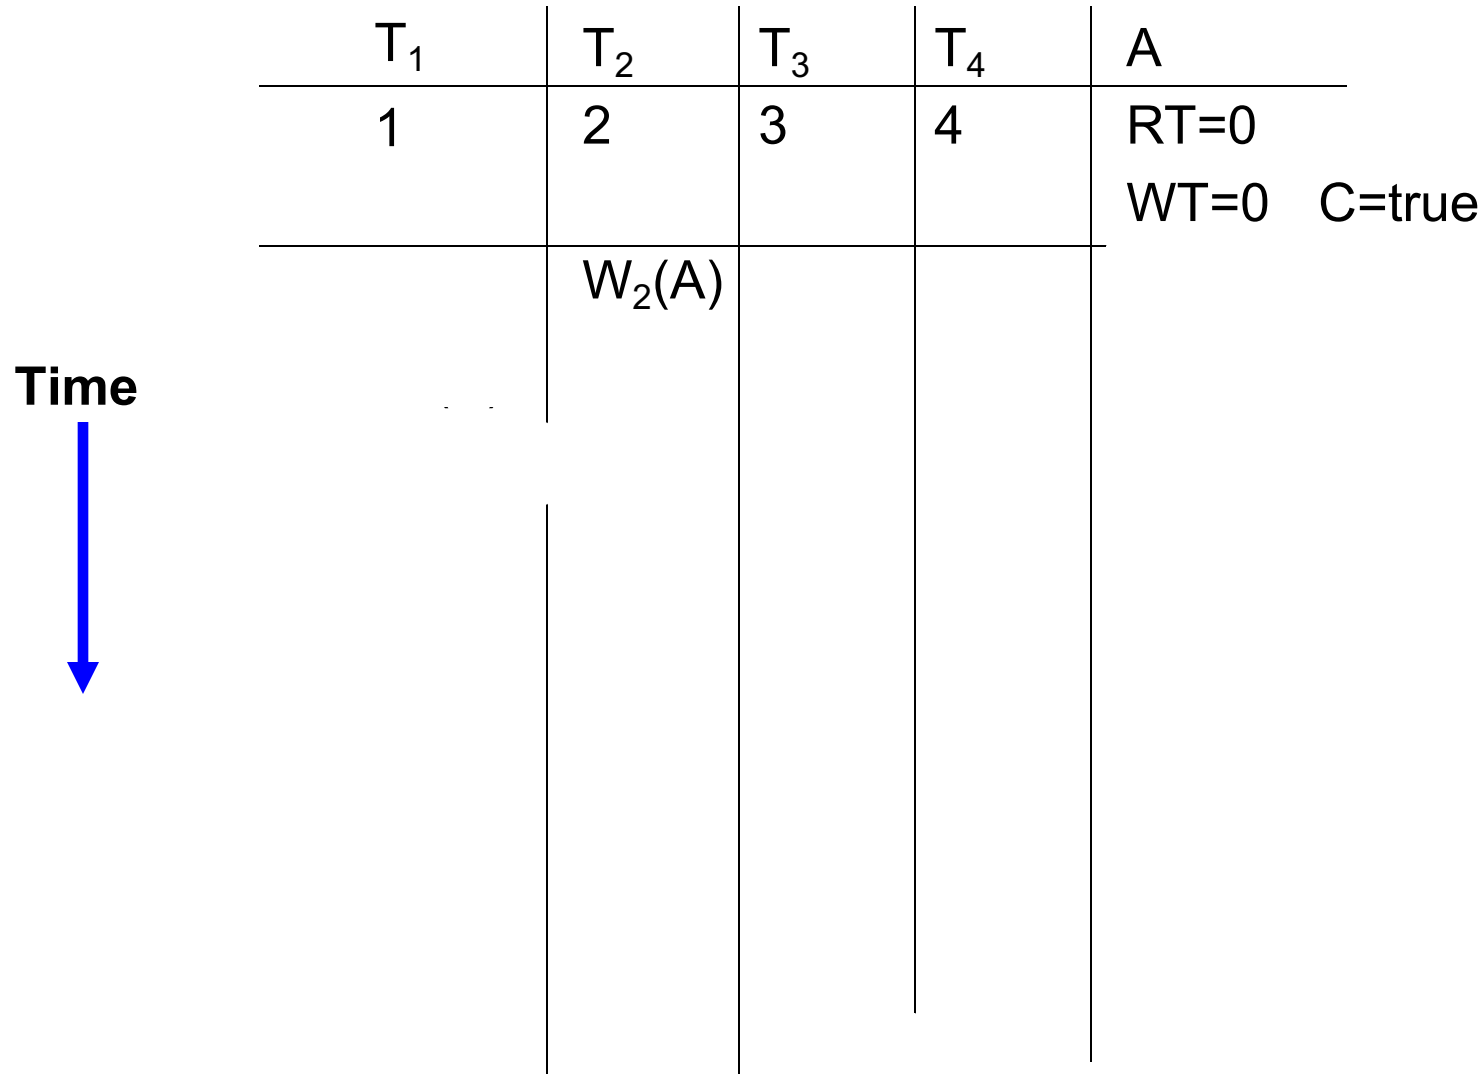 T₁ T₂ T₃ T₄ A
1 2 3 4 RT=0
WT=0 C=true
W₂(A)
Time